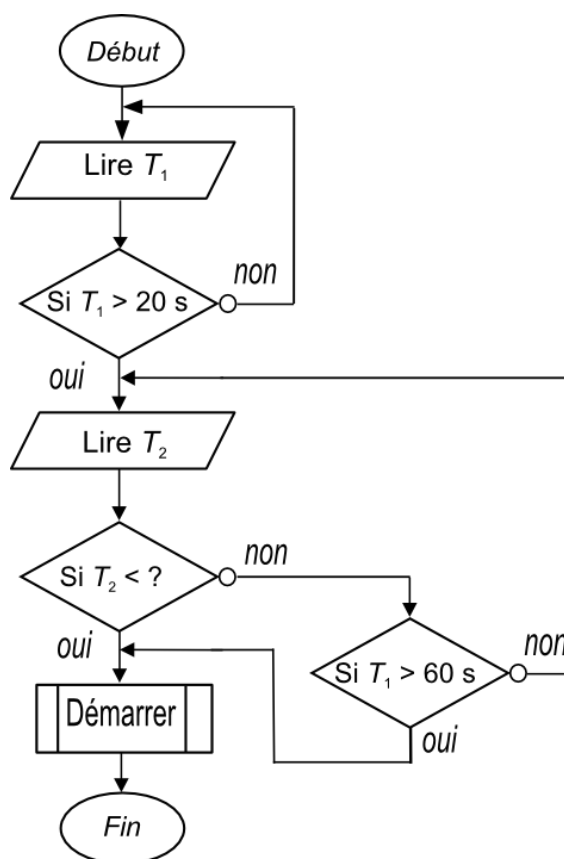 Début
Lire T₁
non
Si T₁ > 20 s
oui
Lire T₂
non
Si T₂ < ?
oui
non
Si T₁ > 60 s
oui
Démarrer
Fin